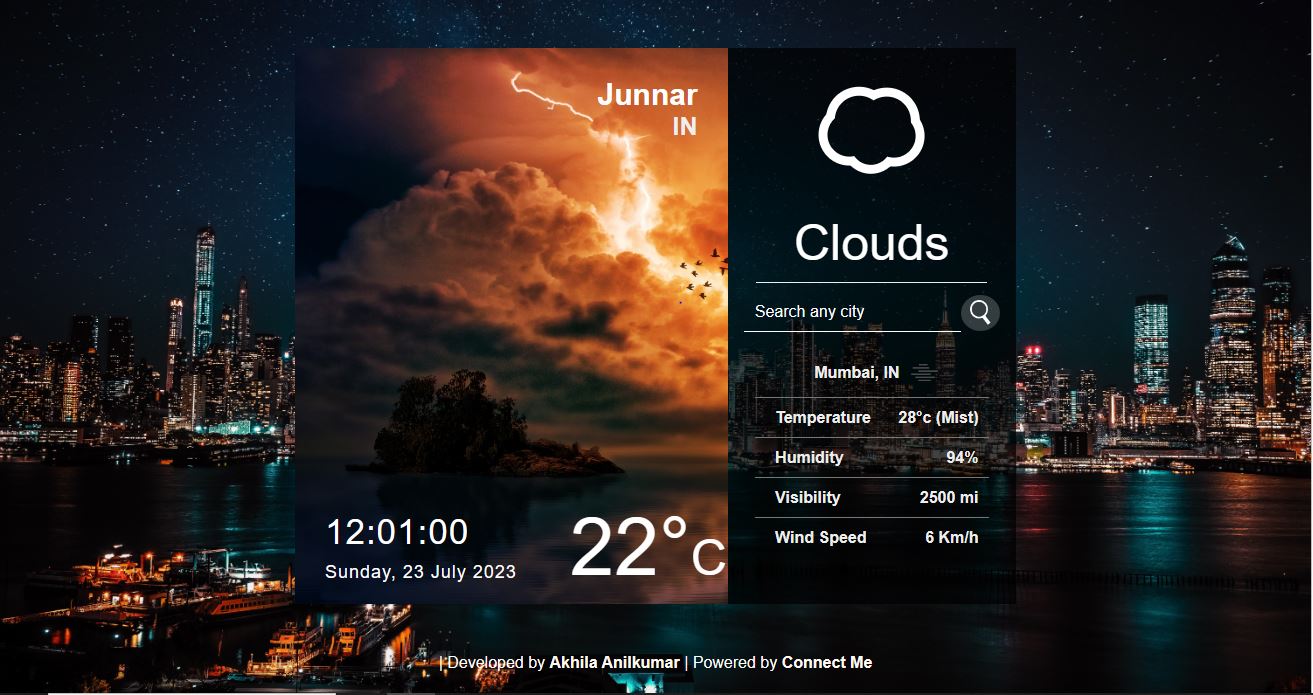 Junnar
IN
12:01:00
Sunday, 23 July 2023
22°C
Clouds
Search any city
Mumbai, IN
Temperature 28°c (Mist)
Humidity 94%
Visibility 2500 mi
Wind Speed 6 Km/h
| Developed by Akhila Anilkumar | Powered by Connect Me